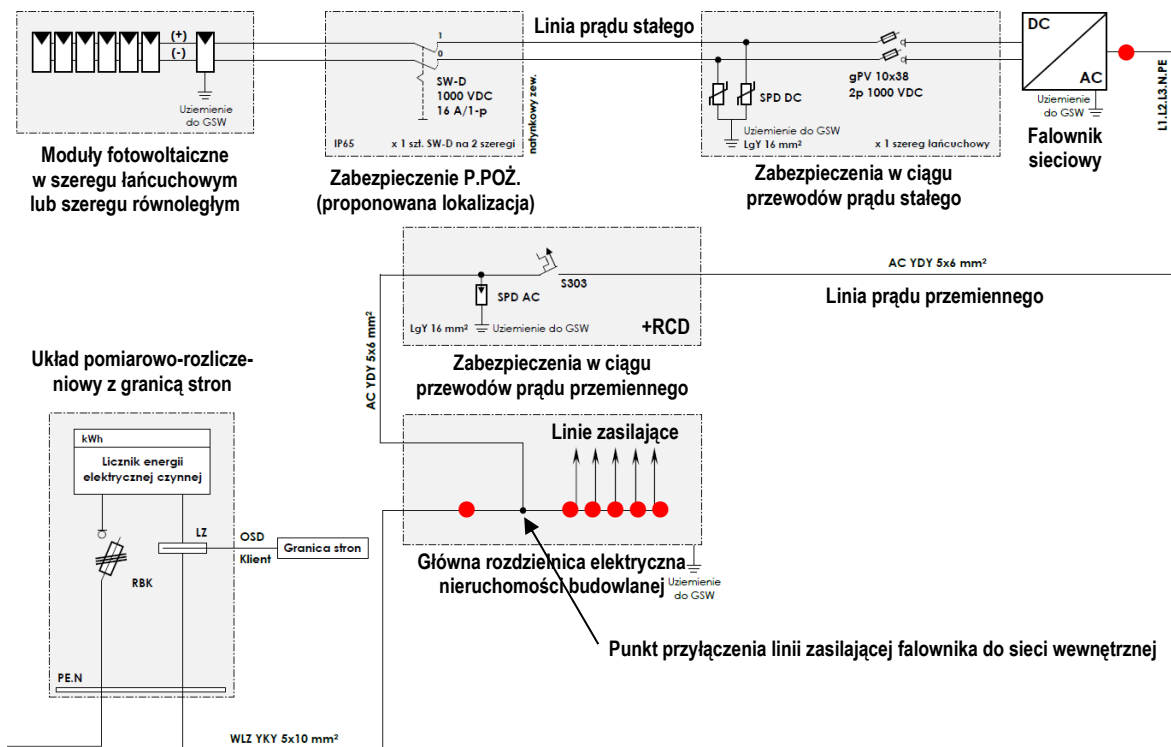 (+)
(-)
Uziemienie
do GSW
Moduły fotowoltaiczne
w szeregu łańcuchowym
lub szeregu równoległym
1
0
SW-D
1000 VDC
16 A/1-p
IP65
x 1 szt. SW-D na 2 szeregi
natynkowy zew.
Zabezpieczenie P.POŻ.
(proponowana lokalizacja)
Linia prądu stałego
SPD DC
gPV 10x38
2p 1000 VDC
Uziemienie do GSW
LgY 16 mm²
x 1 szereg łańcuchowy
Zabezpieczenia w ciągu
przewodów prądu stałego
DC
AC
Uziemienie
do GSW
Falownik
sieciowy
L1.L2.L3.N.PE
AC YDY 5x6 mm²
Linia prądu przemiennego
S303
SPD AC
LgY 16 mm²
Uziemienie do GSW
+RCD
Zabezpieczenia w ciągu
przewodów prądu przemiennego
AC YDY 5x6 mm²
Układ pomiarowo-rozlicze-
niowy z granicą stron
kWh
Licznik energii
elektrycznej czynnej
LZ
OSD
Klient
Granica stron
RBK
PE.N
Linie zasilające
Główna rozdzielnica elektryczna
nieruchomości budowlanej
Uziemienie
do GSW
Punkt przyłączenia linii zasilającej falownika do sieci wewnętrznej
WLZ YKY 5x10 mm²